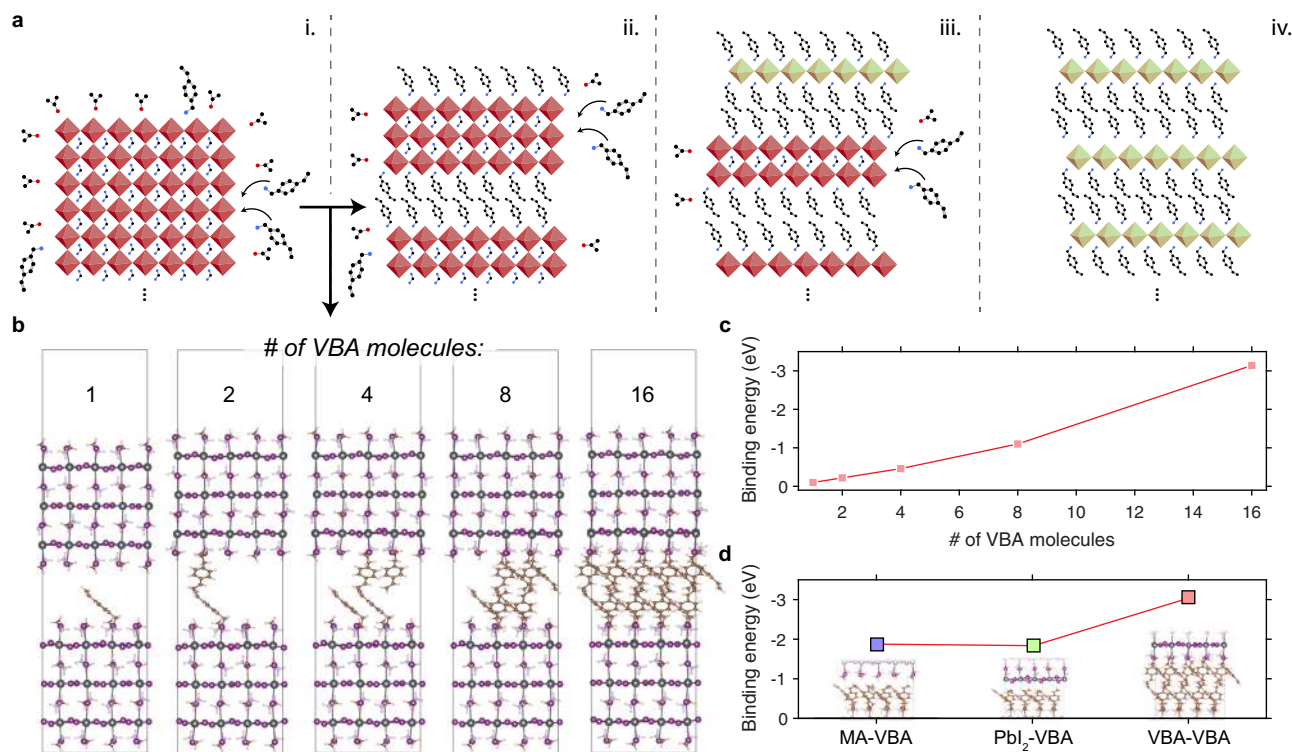 a
i.
ii.
iii.
iv.
b
# of VBA molecules:
1
2
4
8
16
c
Binding energy (eV)
-3
-2
-1
0
2 4 6 8 10 12 14 16
# of VBA molecules
d
Binding energy (eV)
-3
-2
-1
0
MA-VBA PbI₂-VBA VBA-VBA